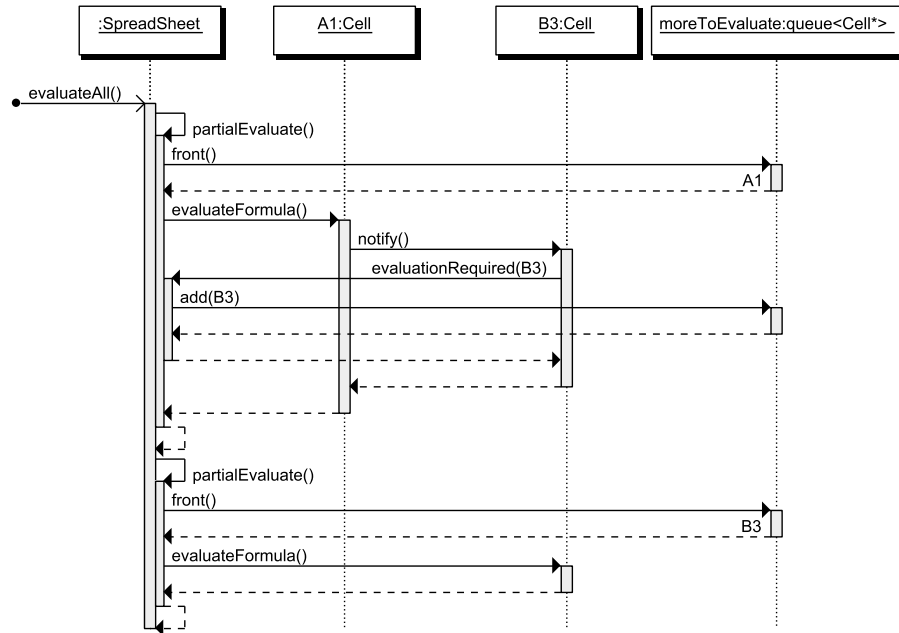 :SpreadSheet
A1:Cell
B3:Cell
moreToEvaluate:queue<Cell*>
evaluateAll()
partialEvaluate()
front()
A1
evaluateFormula()
notify()
evaluationRequired(B3)
add(B3)
partialEvaluate()
front()
B3
evaluateFormula()